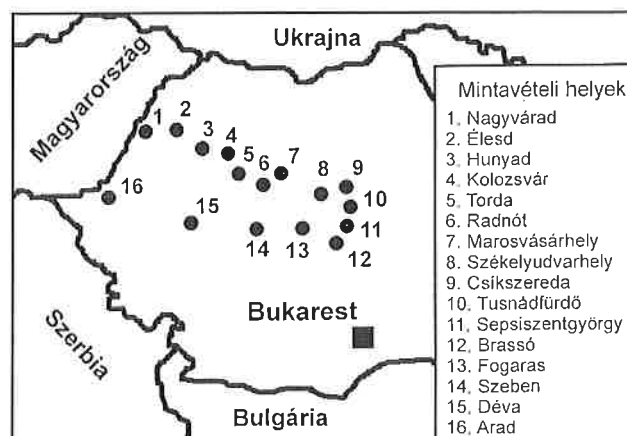 Ukrajna
Magyarország
Szerbia
Bulgária
Bukarest
1
2
3
4
5
6
7
8
9
10
11
12
13
14
15
16
Mintavételi helyek
1, Nagyvárad
2, Élesd
3, Hunyad
4, Kolozsvár
5, Torda
6, Radnót
7, Marosvásárhely
8, Székelyudvarhely
9, Csíkszereda
10, Tusnádfürdő
11, Sepsiszentgyörgy
12, Brassó
13, Fogaras
14, Szeben
15, Déva
16, Arad